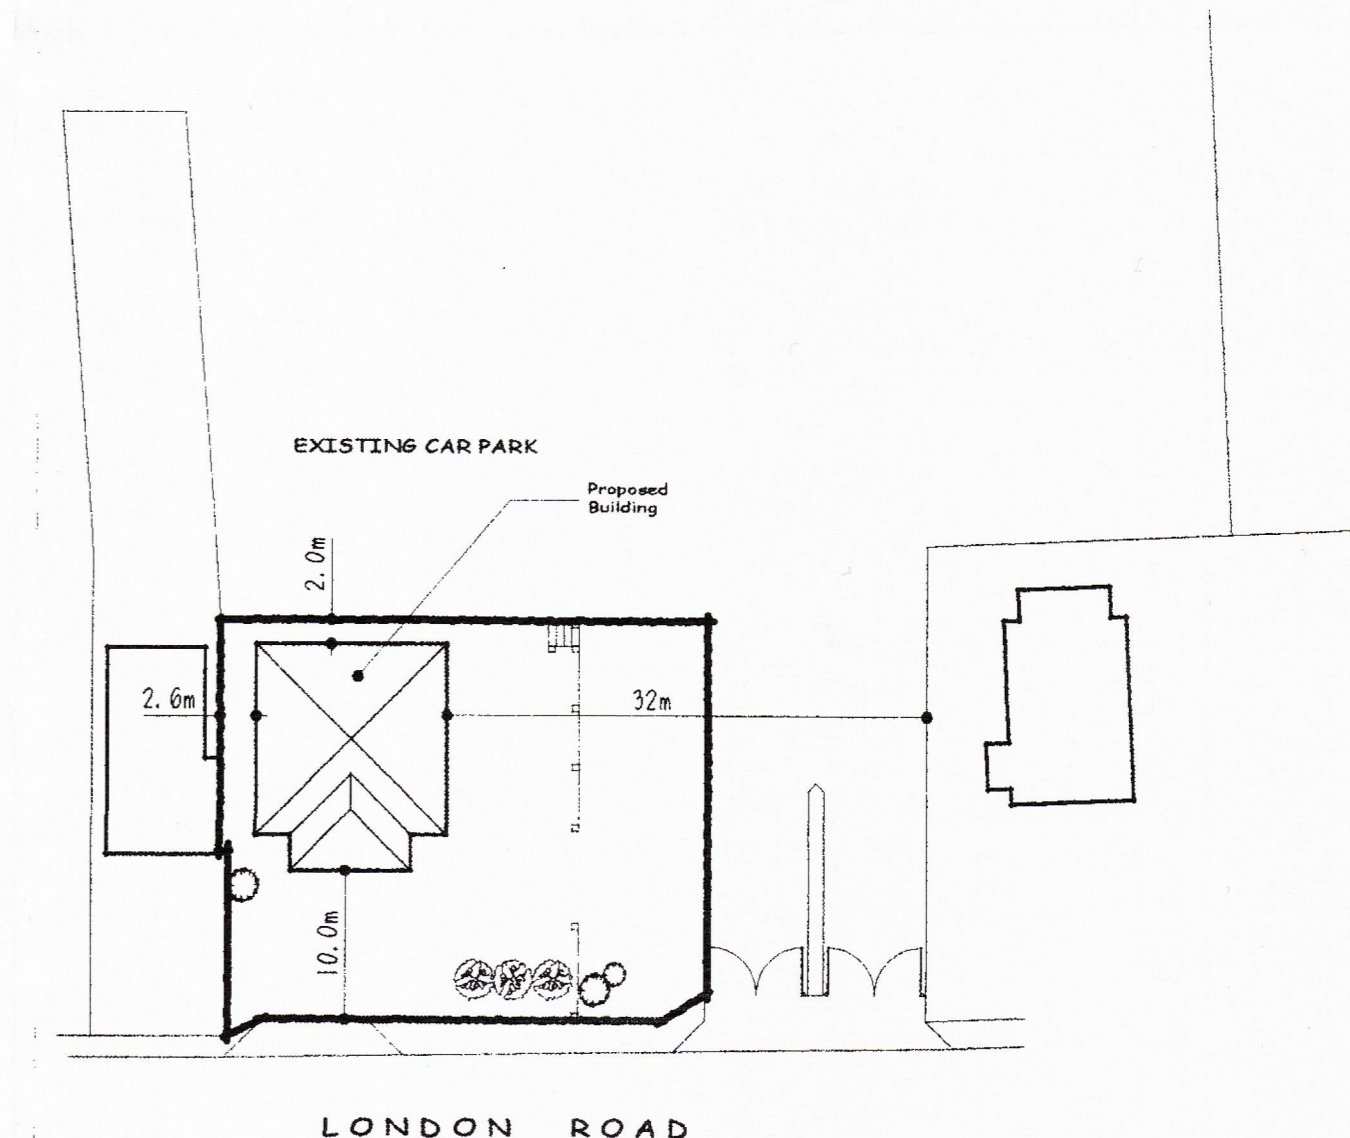 EXISTING CAR PARK
Proposed
Building
2.0m
2.6m
32m
10.0m
LONDON ROAD